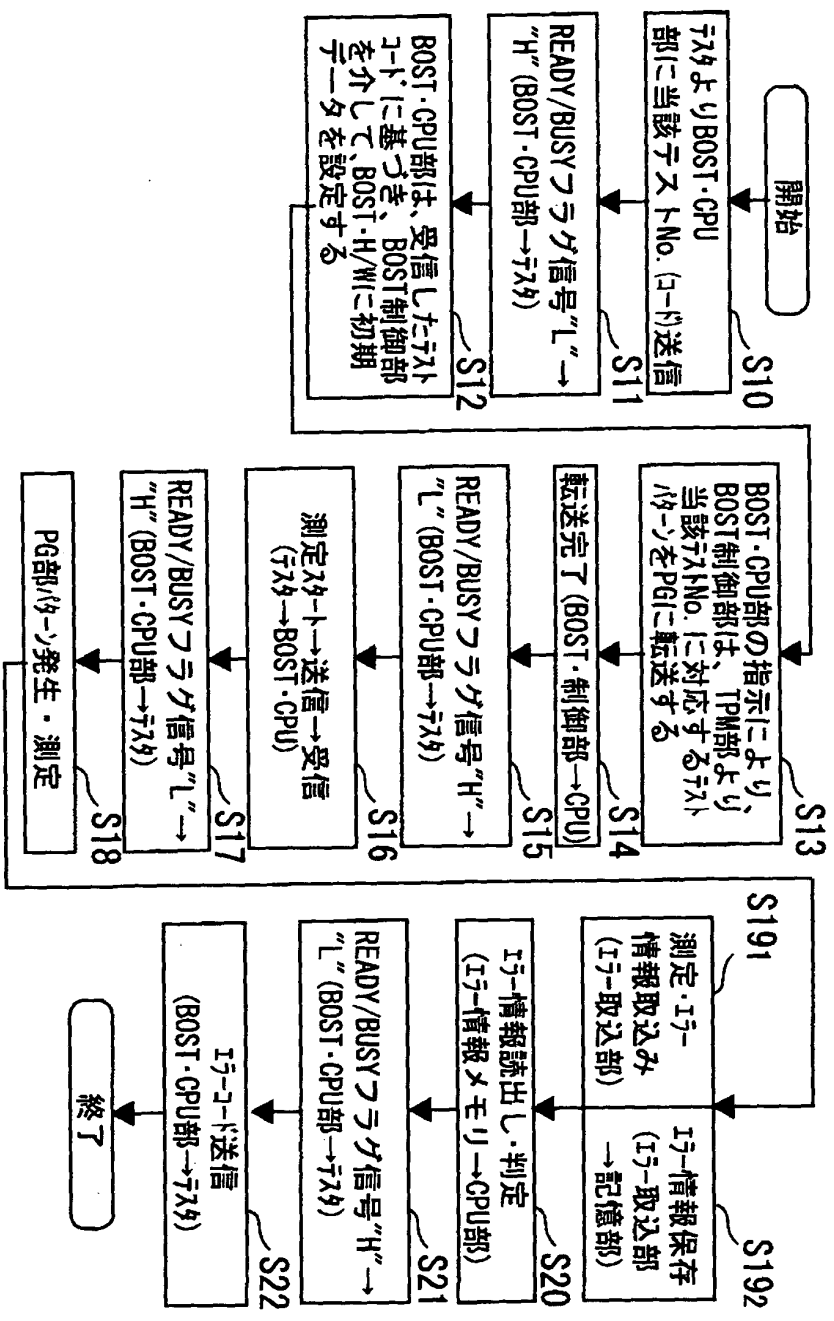 開始
テスタよりBOST・CPU
部に当該テストNo.(コード)送信
S10
READY/BUSYフラグ信号"L"→
"H"(BOST・CPU部→テスタ)
S11
BOST・CPU部は、受信したテスト
コードに基づき、BOST制御部
を介して、BOST・H/Wに初期
データを設定する
S12
BOST・CPU部の指示により、
BOST制御部は、TPM部より
当該テストNo.に対応するテスト
パターンをPGに転送する
S13
転送完了(BOST・制御部→CPU)
S14
READY/BUSYフラグ信号"H"→
"L"(BOST・CPU部→テスタ)
S15
測定スタート→送信→受信
(テスタ→BOST・CPU)
S16
READY/BUSYフラグ信号"L"→
"H"(BOST・CPU部→テスタ)
S17
PG部パターン発生・測定
S18
S191
測定・エラー
情報取込み
(エラー取込部)
エラー情報保存
(エラー取込部
→記憶部)
S192
エラー情報読出し・判定
(エラー情報メモリ→CPU部)
S20
READY/BUSYフラグ信号"H"→
"L"(BOST・CPU部→テスタ)
S21
エラーコード送信
(BOST・CPU部→テスタ)
S22
終了